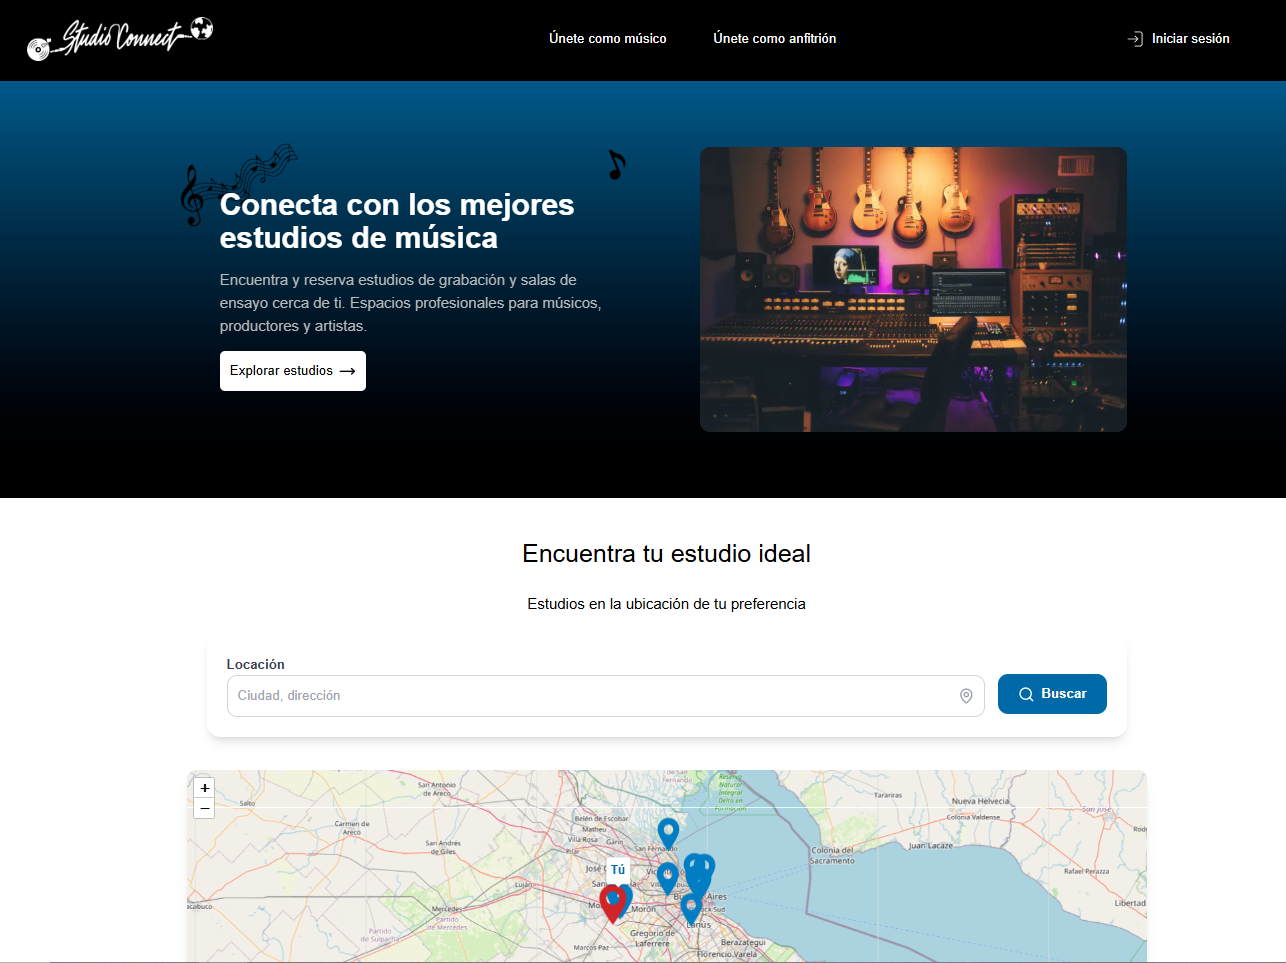 Studio Connect
Únete como músico
Únete como anfitrión
Iniciar sesión
Conecta con los mejores
estudios de música
Encuentra y reserva estudios de grabación y salas de
ensayo cerca de ti. Espacios profesionales para músicos,
productores y artistas.
Explorar estudios
Encuentra tu estudio ideal
Estudios en la ubicación de tu preferencia
Locación
Ciudad, dirección
Buscar
+
−
San Antonio
de Areco
Salto
Carmen de
Areco
San Andrés
de Giles
Belén de Escobar
Matheu
Villa Rosa
Garín
Pilar
San Fernando
Reserva
Natural
Integral
Delta en
Formación
Tarariras
Nueva Helvecia
Colonia Valdense
San José
Juan Lacaze
Colonia del
Sacramento
Rafael Peraza
Libertad
Tú
Luján
Mercedes
Partido
de Mercedes
Partido
de Suipacha
Morón
Lanús
Gregorio de
Laferrere
Marcos Paz
Berazategui
Florencio Varela